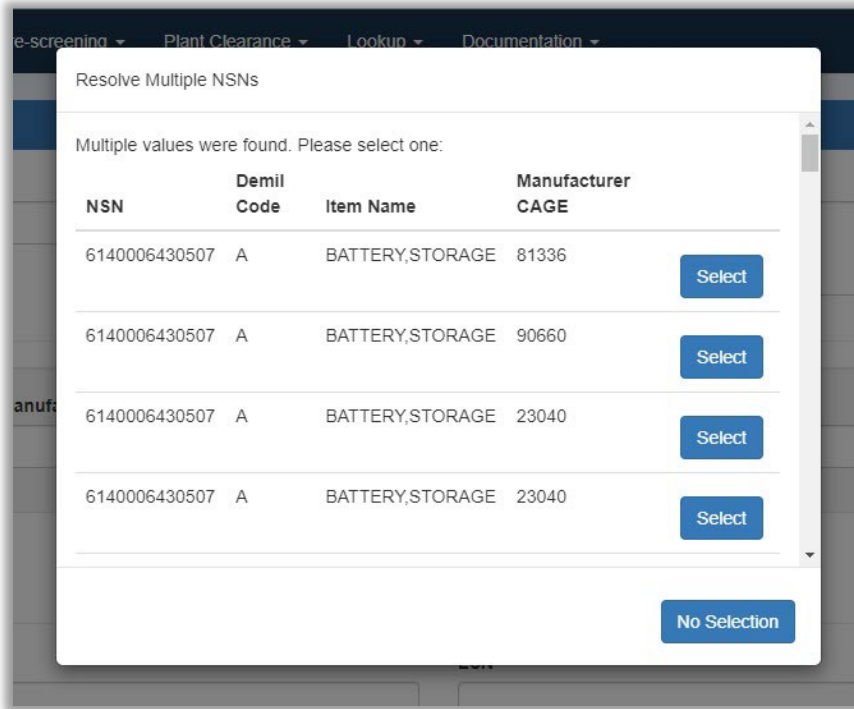 e-screening Plant Clearance Lookup Documentation
Resolve Multiple NSNs
Multiple values were found. Please select one:
NSN Demil Code Item Name Manufacturer CAGE
6140006430507 A BATTERY,STORAGE 81336 Select
6140006430507 A BATTERY,STORAGE 90660 Select
6140006430507 A BATTERY,STORAGE 23040 Select
anufa
6140006430507 A BATTERY,STORAGE 23040 Select
No Selection